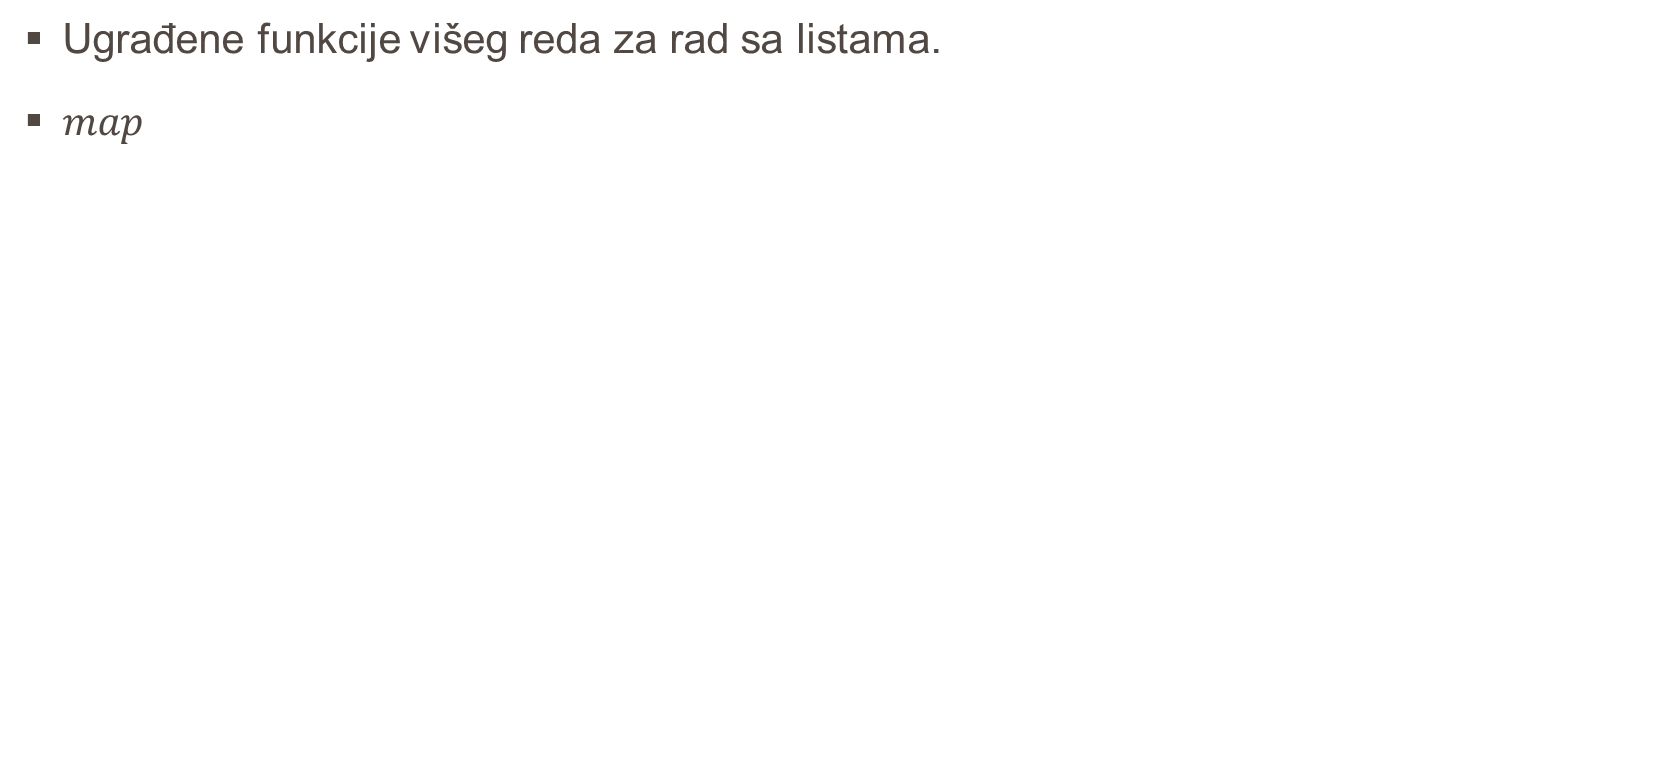 ▪ Ugrađene funkcije višeg reda za rad sa listama.
▪ map